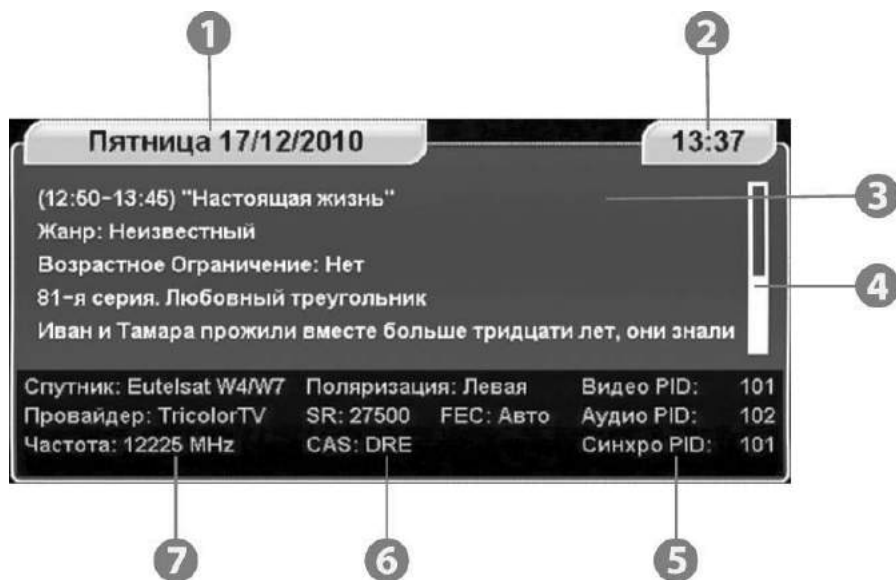 1 2
Пятница 17/12/2010 13:37
(12:50-13:45) "Настоящая жизнь" 3
Жанр: Неизвестный
Возрастное Ограничение: Нет
81-я серия. Любовный треугольник 4
Иван и Тамара прожили вместе больше тридцати лет, они знали
Спутник: Eutelsat W4/W7 Поляризация: Левая Видео PID: 101
Провайдер: TricolorTV SR: 27500 FEC: Авто Аудио PID: 102
Частота: 12225 MHz CAS: DRE Синхро PID: 101
7 6 5